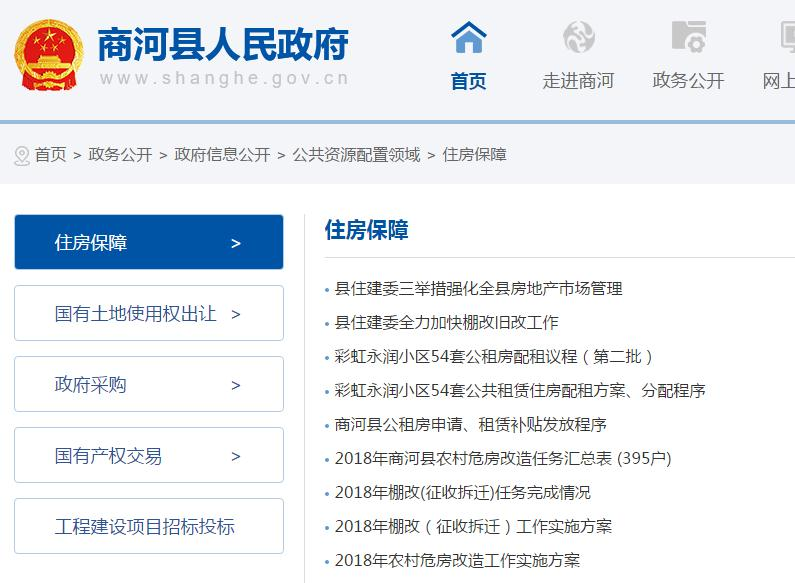 商河县人民政府
www.shanghe.gov.cn
首页
走进商河
政务公开
网上
首页 > 政务公开 > 政府信息公开 > 公共资源配置领域 > 住房保障
住房保障 >
国有土地使用权出让 >
政府采购 >
国有产权交易 >
工程建设项目招标投标
住房保障
县住建委三举措强化全县房地产市场管理
县住建委全力加快棚改旧改工作
彩虹永润小区54套公租房配租议程（第二批）
彩虹永润小区54套公共租赁住房配租方案、分配程序
商河县公租房申请、租赁补贴发放程序
2018年商河县农村危房改造任务汇总表 (395户)
2018年棚改(征收拆迁)任务完成情况
2018年棚改（征收拆迁）工作实施方案
2018年农村危房改造工作实施方案